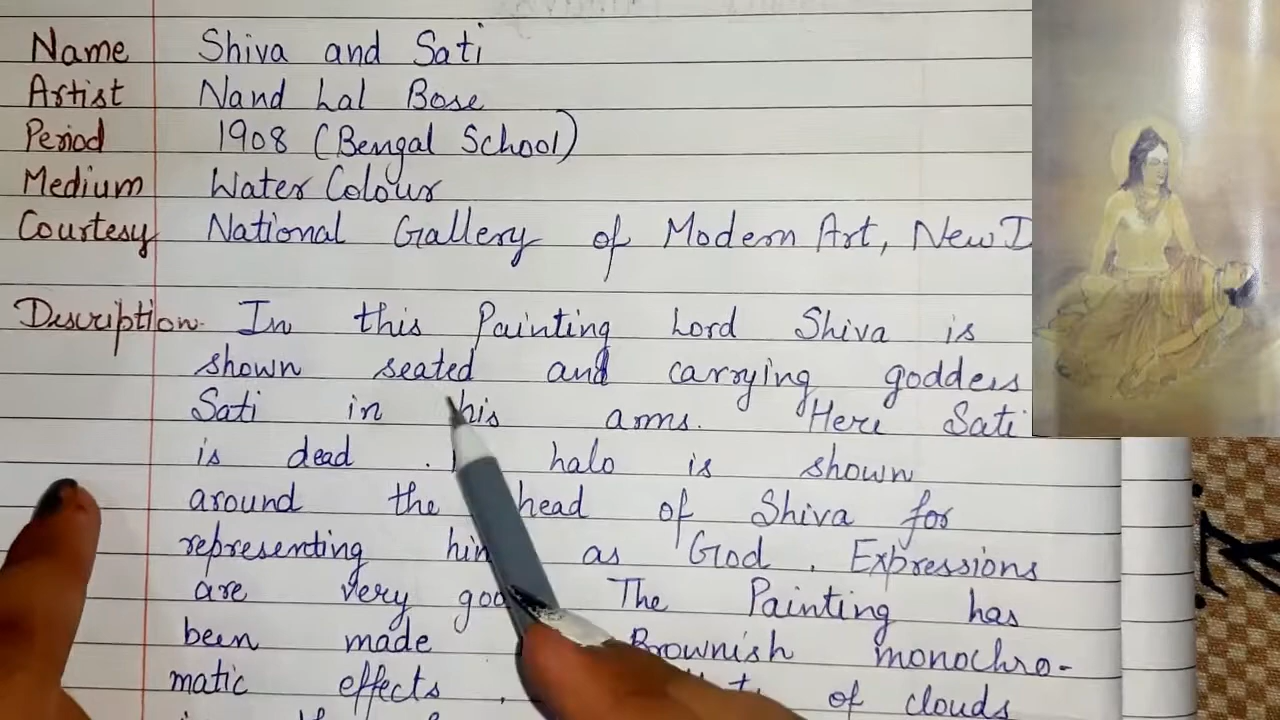 Name Shiva and Sati
Artist Nand Lal Bose
Period 1908 (Bengal School)
Medium Water Colour
Courtesy National Gallery of Modern Art, New D
Description- In this Painting Lord Shiva is
shown seated and carrying goddess
Sati in his arms. Here Sati
is dead. halo is shown
around the head of Shiva for
representing him as God. Expressions
are very good The Painting has
been made Brownish monochro-
matic effects. of clouds